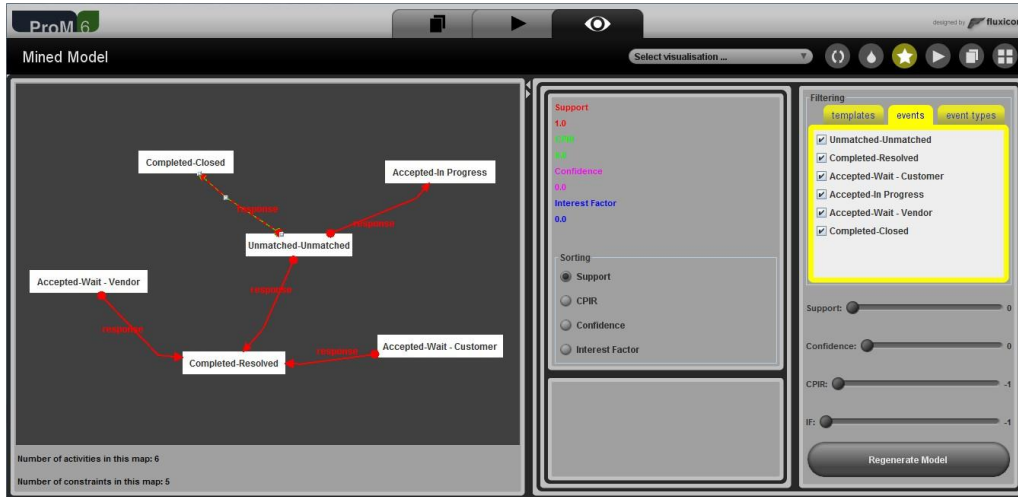 ProM 6
designed by fluxicon
Mined Model
Select visualisation ...
Completed-Closed
Accepted-In Progress
response
response
Unmatched-Unmatched
Accepted-Wait - Vendor
response
response
response
Accepted-Wait - Customer
Completed-Resolved
Number of activities in this map: 6
Number of constraints in this map: 5
Support
1.0
CPIR
0.0
Confidence
0.0
Interest Factor
0.0
Sorting
Support
CPIR
Confidence
Interest Factor
Filtering
templates events event types
Unmatched-Unmatched
Completed-Resolved
Accepted-Wait - Customer
Accepted-In Progress
Accepted-Wait - Vendor
Completed-Closed
Support: 0
Confidence: 0
CPIR: -1
IF: -1
Regenerate Model